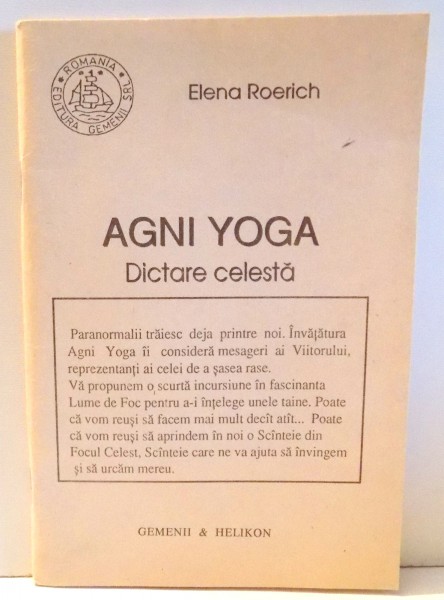 ROMANIA
* 1 *
EDITURA GEMENII SRL
Elena Roerich
AGNI YOGA
Dictare celestă
Paranormalii trăiesc deja printre noi. Învăţătura
Agni Yoga îi consideră mesageri ai Viitorului,
reprezentanţi ai celei de a şasea rase.
Vă propunem o scurtă incursiune în fascinanta
Lume de Foc pentru a-i înţelege unele taine. Poate
că vom reuşi să facem mai mult decît atît... Poate
că vom reuşi să aprindem în noi o Scînteie din
Focul Celest, Scînteie care ne va ajuta să învingem
şi să urcăm mereu.
GEMENII & HELIKON